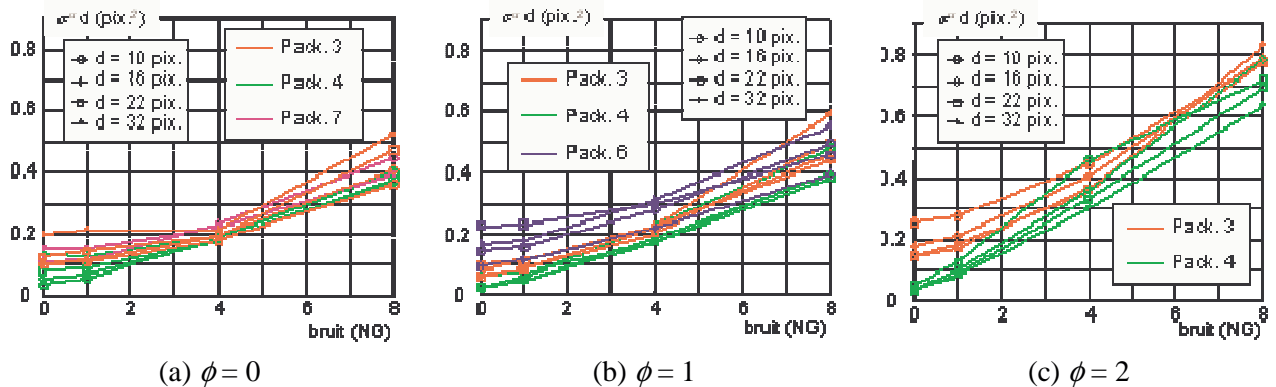 d (pix.²)
0.8
0.6
0.4
0.2
0
0 2 4 6 8
bruit (NG)
d = 10 pix.
d = 16 pix.
d = 22 pix.
d = 32 pix.
Pack. 3
Pack. 4
Pack. 7
(a) ϕ = 0
d (pix.²)
0.8
0.6
0.4
0.2
0
0 2 4 6 8
bruit (NG)
d = 10 pix.
d = 16 pix.
d = 22 pix.
d = 32 pix.
Pack. 3
Pack. 4
Pack. 6
(b) ϕ = 1
d (pix.²)
0.8
0.6
0.4
0.2
0
0 2 4 6 8
bruit (NG)
d = 10 pix.
d = 16 pix.
d = 22 pix.
d = 32 pix.
Pack. 3
Pack. 4
(c) ϕ = 2